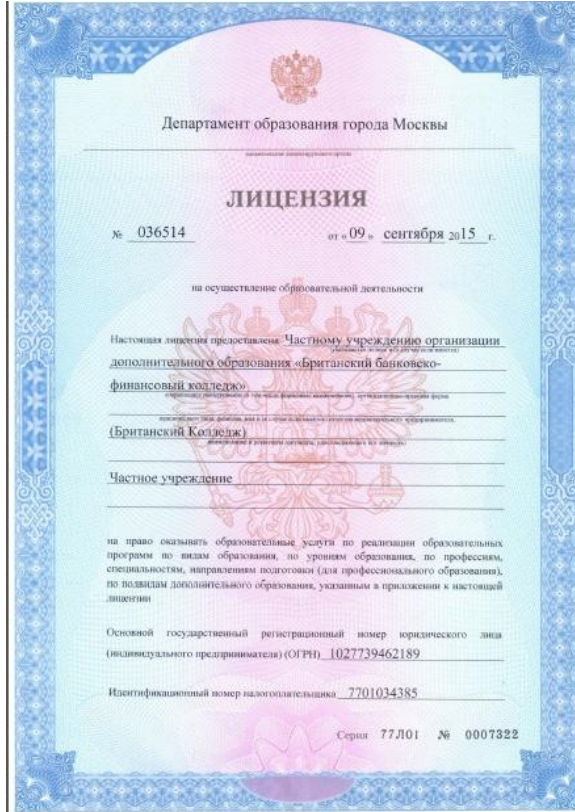 Департамент образования города Москвы
ЛИЦЕНЗИЯ
№ 036514 от « 09 » сентября 2015 г.
на осуществление образовательной деятельности
Настоящая лицензия предоставлена Частному учреждению организации
дополнительного образования «Британский банковско-
финансовый колледж»
(Британский Колледж)
Частное учреждение
на право оказывать образовательные услуги по реализации образовательных
программ по видам образования, по уровням образования, по профессиям,
специальностям, направлениям подготовки (для профессионального образования),
по подвидам дополнительного образования, указанным в приложении к настоящей
лицензии
Основной государственный регистрационный номер юридического лица
(индивидуального предпринимателя) (ОГРН) 1027739462189
Идентификационный номер налогоплательщика 7701034385
Серия 77Л01 № 0007322